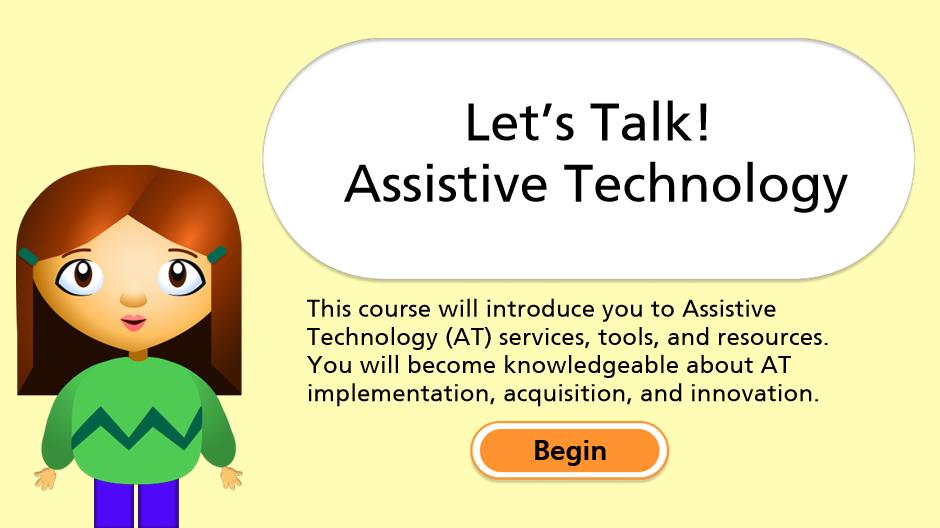 Let’s Talk!
Assistive Technology
This course will introduce you to Assistive
Technology (AT) services, tools, and resources.
You will become knowledgeable about AT
implementation, acquisition, and innovation.
Begin